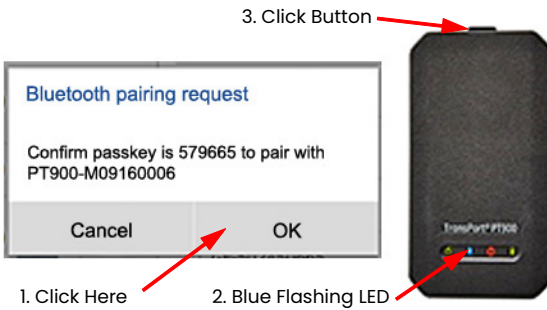 3. Click Button
Bluetooth pairing request
Confirm passkey is 579665 to pair with
PT900-M09160006
Cancel OK
TransPort® PT900
1. Click Here 2. Blue Flashing LED